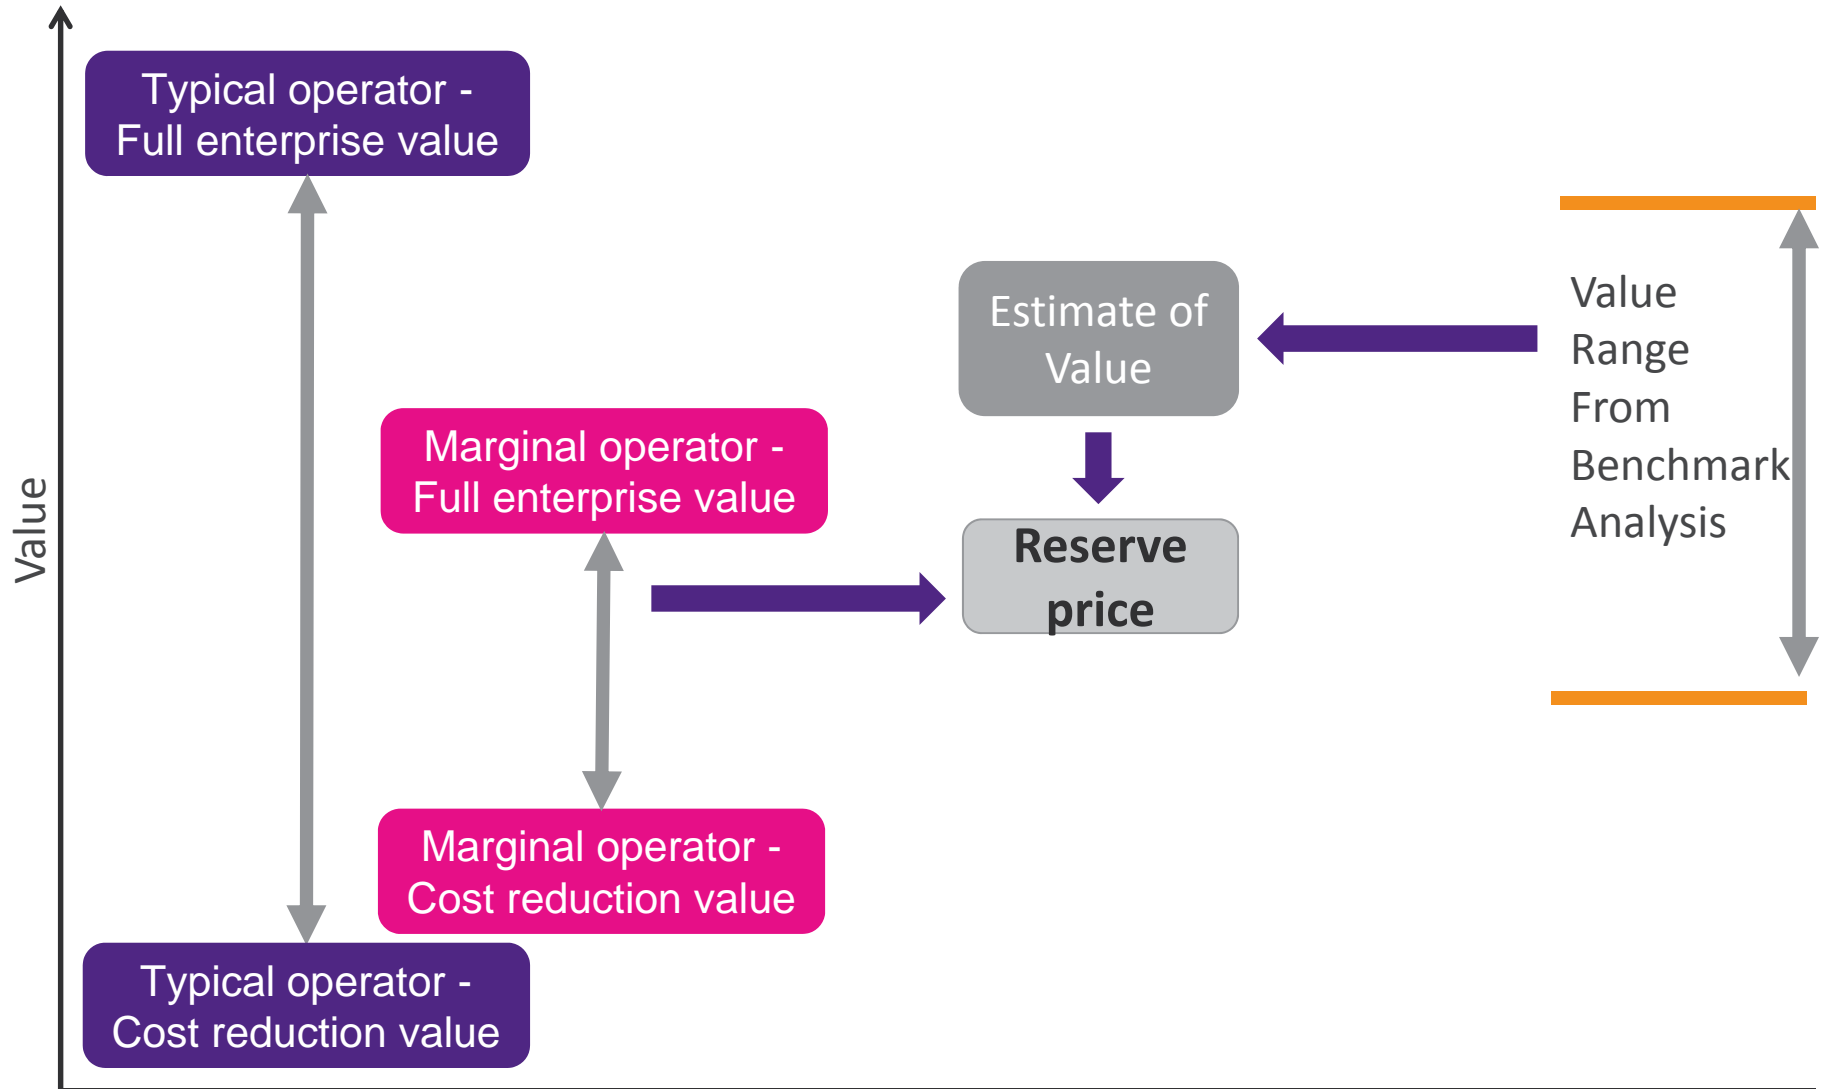 Value
Typical operator -
Full enterprise value
Marginal operator -
Full enterprise value
Marginal operator -
Cost reduction value
Typical operator -
Cost reduction value
Estimate of
Value
Reserve
price
Value
Range
From
Benchmark
Analysis